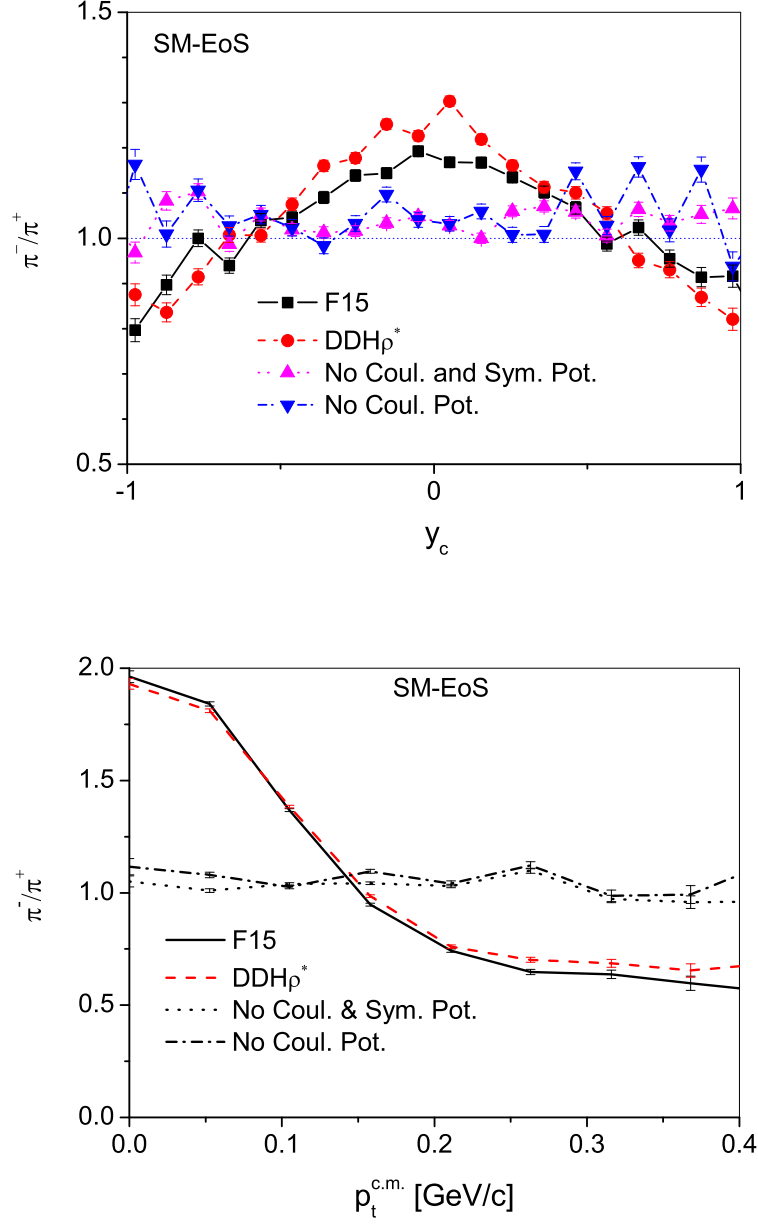 1.5
SM-EoS
π⁻/π⁺
1.0
F15
DDHρ*
No Coul. and Sym. Pot.
No Coul. Pot.
0.5
-1 0 1
y_c
2.0
SM-EoS
1.5
π⁻/π⁺
1.0
F15
DDHρ*
0.5
No Coul. & Sym. Pot.
No Coul. Pot.
0.0
0.0 0.1 0.2 0.3 0.4
p_t^c.m. [GeV/c]